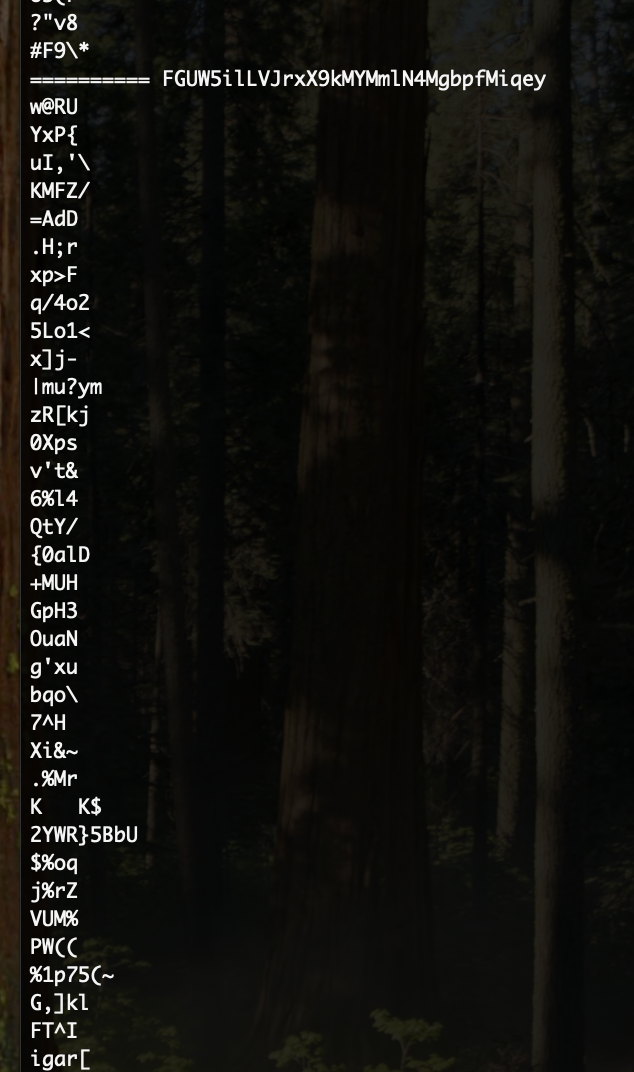 ?"v8
#F9\*
========== FGUW5ilLVJrxX9kMYMmlN4MgbpfMiqey
w@RU
YxP{
uI,'\
KMFZ/
=AdD
.H;r
xp>F
q/4o2
5Lo1<
x]j-
|mu?ym
zR[kj
0Xps
v't&
6%l4
QtY/
{0alD
+MUH
GpH3
OuaN
g'xu
bqo\
7^H
Xi&~
.%Mr
K   K$
2YWR}5BbU
$%oq
j%rZ
VUM%
PW((
%1p75(~
G,]kl
FT^I
igar[